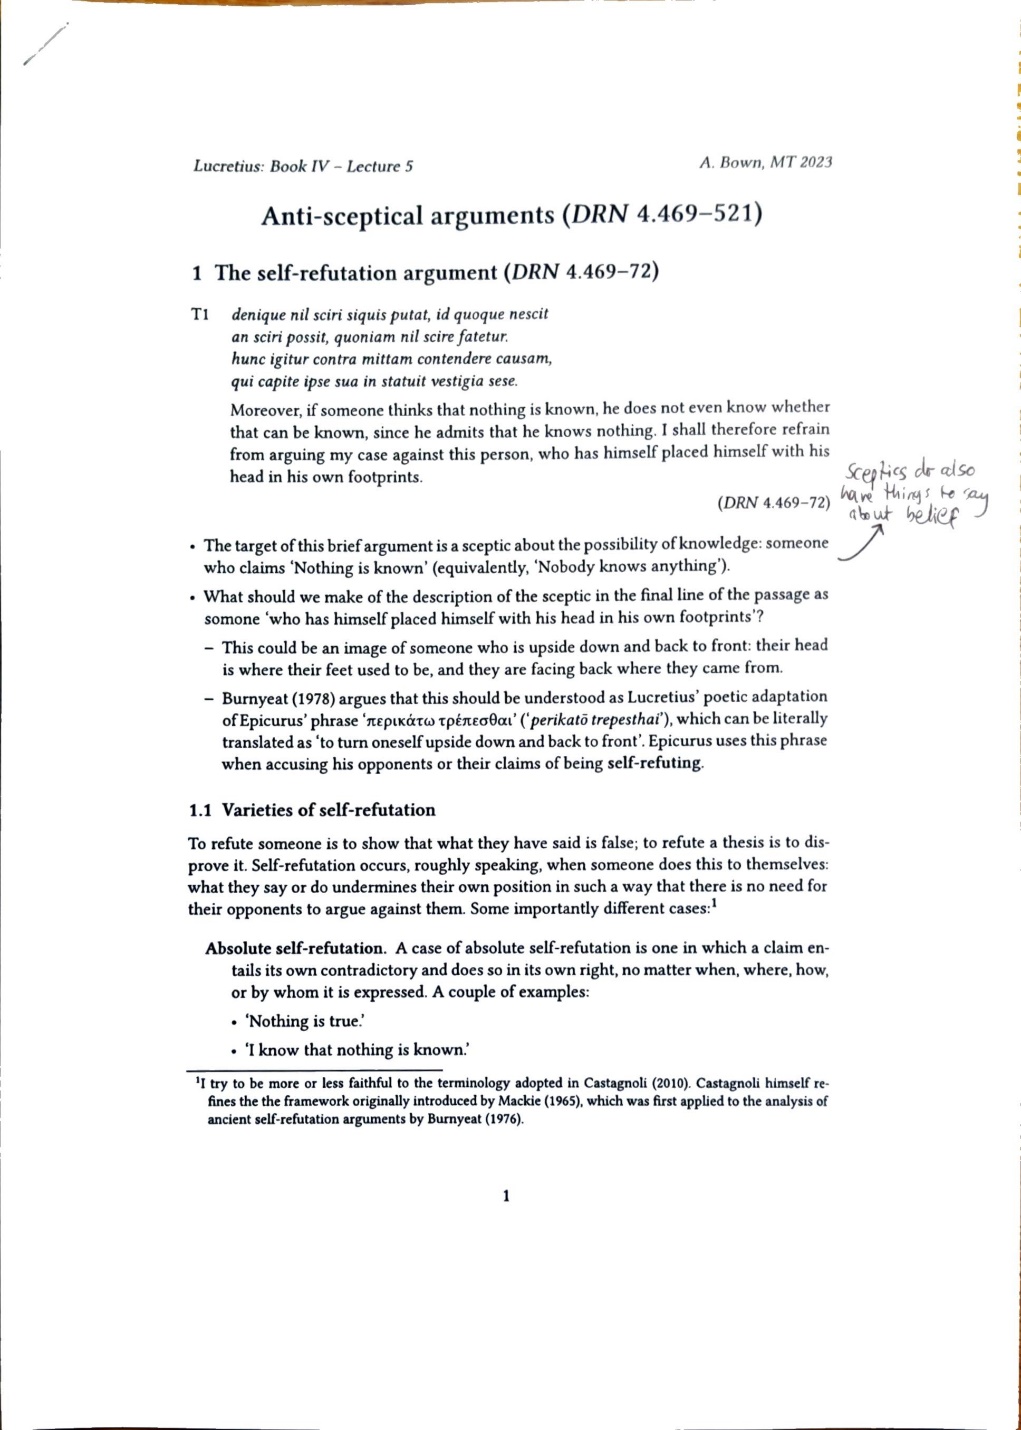 Lucretius: Book IV – Lecture 5
A. Bown, MT 2023
Anti-sceptical arguments (DRN 4.469–521)
1 The self-refutation argument (DRN 4.469–72)
T1 denique nil sciri siquis putat, id quoque nescit
an sciri possit, quoniam nil scire fatetur.
hunc igitur contra mittam contendere causam,
qui capite ipse sua in statuit vestigia sese.
Moreover, if someone thinks that nothing is known, he does not even know whether
that can be known, since he admits that he knows nothing. I shall therefore refrain
from arguing my case against this person, who has himself placed himself with his
head in his own footprints.
(DRN 4.469–72)
Sceptics do also
have things to say
about belief
• The target of this brief argument is a sceptic about the possibility of knowledge: someone
who claims ‘Nothing is known’ (equivalently, ‘Nobody knows anything’).
• What should we make of the description of the sceptic in the final line of the passage as
somone ‘who has himself placed himself with his head in his own footprints’?
– This could be an image of someone who is upside down and back to front: their head
is where their feet used to be, and they are facing back where they came from.
– Burnyeat (1978) argues that this should be understood as Lucretius’ poetic adaptation
of Epicurus’ phrase ‘περικάτω τρέπεσθαι’ (‘perikatō trepesthai’), which can be literally
translated as ‘to turn oneself upside down and back to front’. Epicurus uses this phrase
when accusing his opponents or their claims of being self-refuting.
1.1 Varieties of self-refutation
To refute someone is to show that what they have said is false; to refute a thesis is to dis-
prove it. Self-refutation occurs, roughly speaking, when someone does this to themselves:
what they say or do undermines their own position in such a way that there is no need for
their opponents to argue against them. Some importantly different cases:¹
Absolute self-refutation. A case of absolute self-refutation is one in which a claim en-
tails its own contradictory and does so in its own right, no matter when, where, how,
or by whom it is expressed. A couple of examples:
• ‘Nothing is true.’
• ‘I know that nothing is known.’
¹I try to be more or less faithful to the terminology adopted in Castagnoli (2010). Castagnoli himself re-
fines the the framework originally introduced by Mackie (1965), which was first applied to the analysis of
ancient self-refutation arguments by Burnyeat (1976).
1